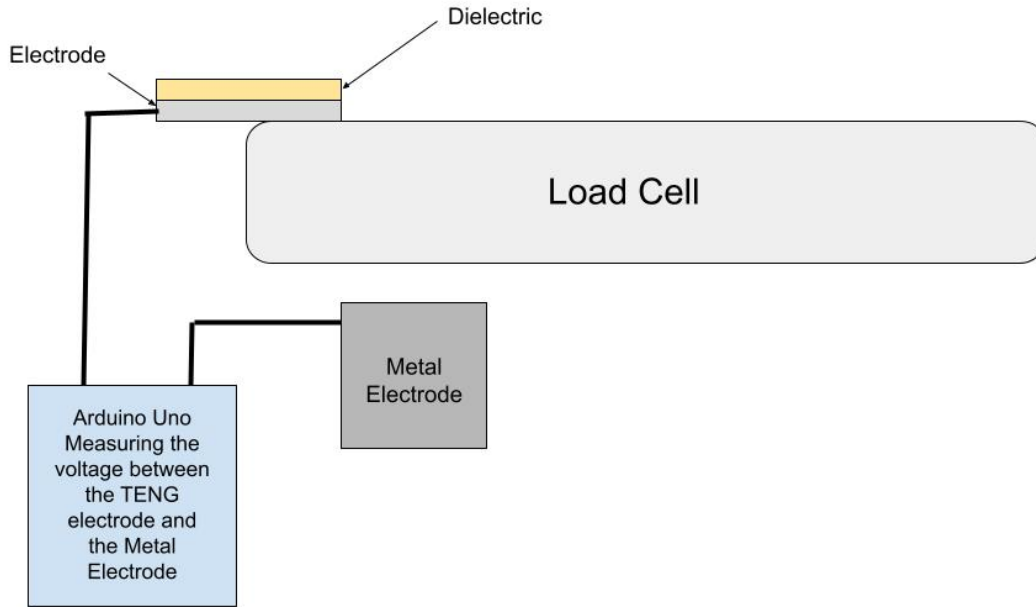 Dielectric
Electrode
Load Cell
Metal
Electrode
Arduino Uno
Measuring the
voltage between
the TENG
electrode and
the Metal
Electrode